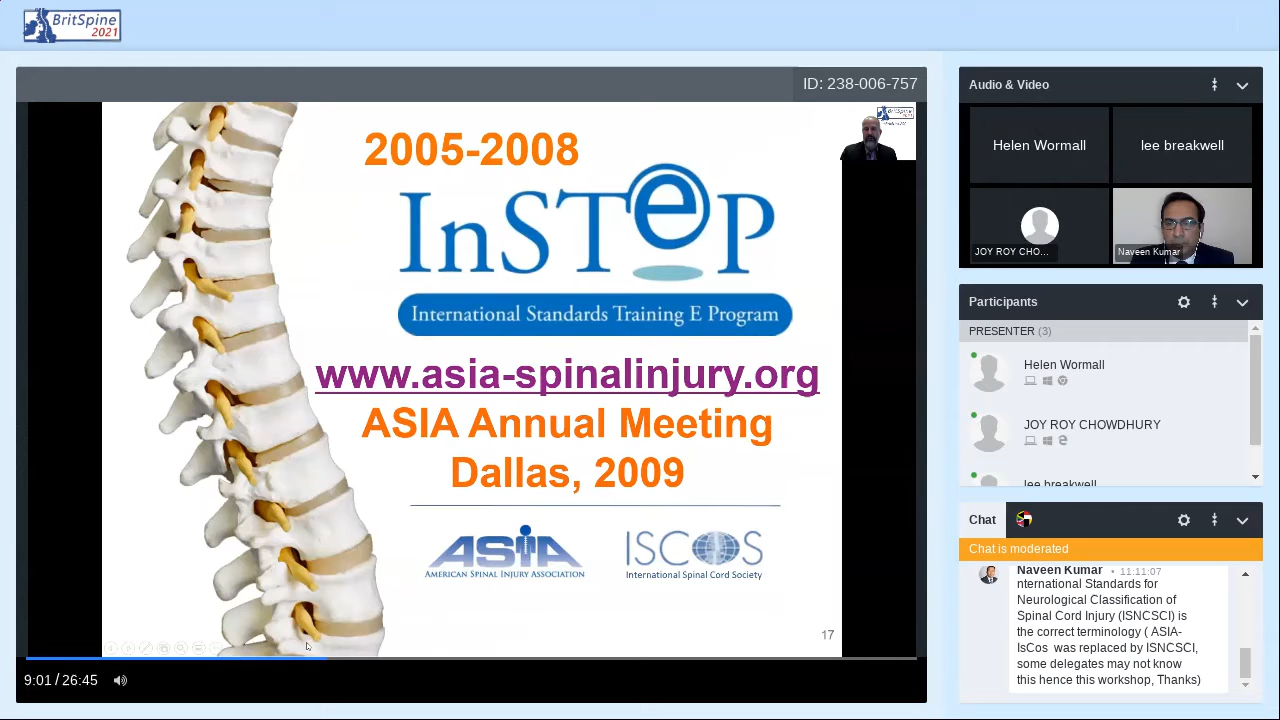 BritSpine
2021
ID: 238-006-757
2005-2008
InSTeP
International Standards Training E Program
www.asia-spinalinjury.org
ASIA Annual Meeting
Dallas, 2009
ASIA
AMERICAN SPINAL INJURY ASSOCIATION
ISCOS
International Spinal Cord Society
17
9:01 / 26:45
Audio & Video
Helen Wormall
lee breakwell
JOY ROY CHO...
Naveen Kumar
Participants
PRESENTER (3)
Helen Wormall
JOY ROY CHOWDHURY
lee breakwell
Chat
Chat is moderated
Naveen Kumar • 11:11:07
nternational Standards for
Neurological Classification of
Spinal Cord Injury (ISNCSCI) is
the correct terminology ( ASIA-
IsCos was replaced by ISNCSCI,
some delegates may not know
this hence this workshop, Thanks)